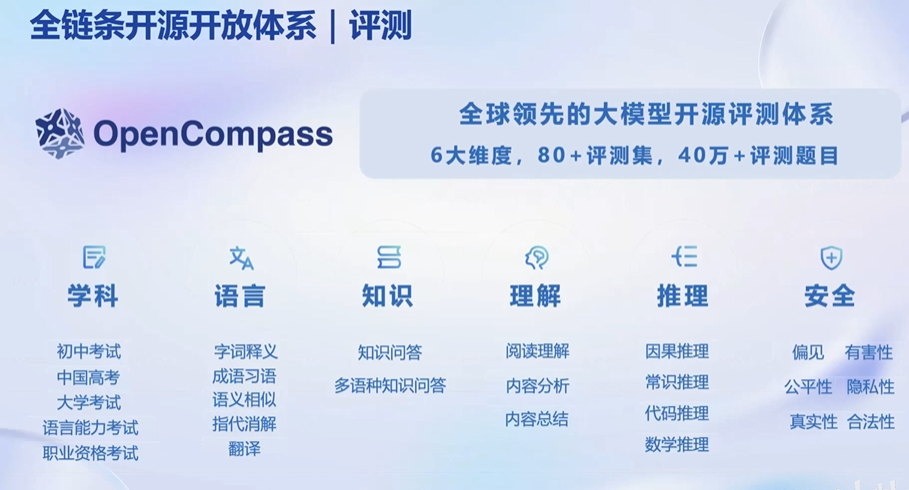 全链条开源开放体系 | 评测
OpenCompass
全球领先的大模型开源评测体系
6大维度，80+评测集，40万+评测题目
学科
初中考试
中国高考
大学考试
语言能力考试
职业资格考试
语言
字词释义
成语习语
语义相似
指代消解
翻译
知识
知识问答
多语种知识问答
理解
阅读理解
内容分析
内容总结
推理
因果推理
常识推理
代码推理
数学推理
安全
偏见 有害性
公平性 隐私性
真实性 合法性